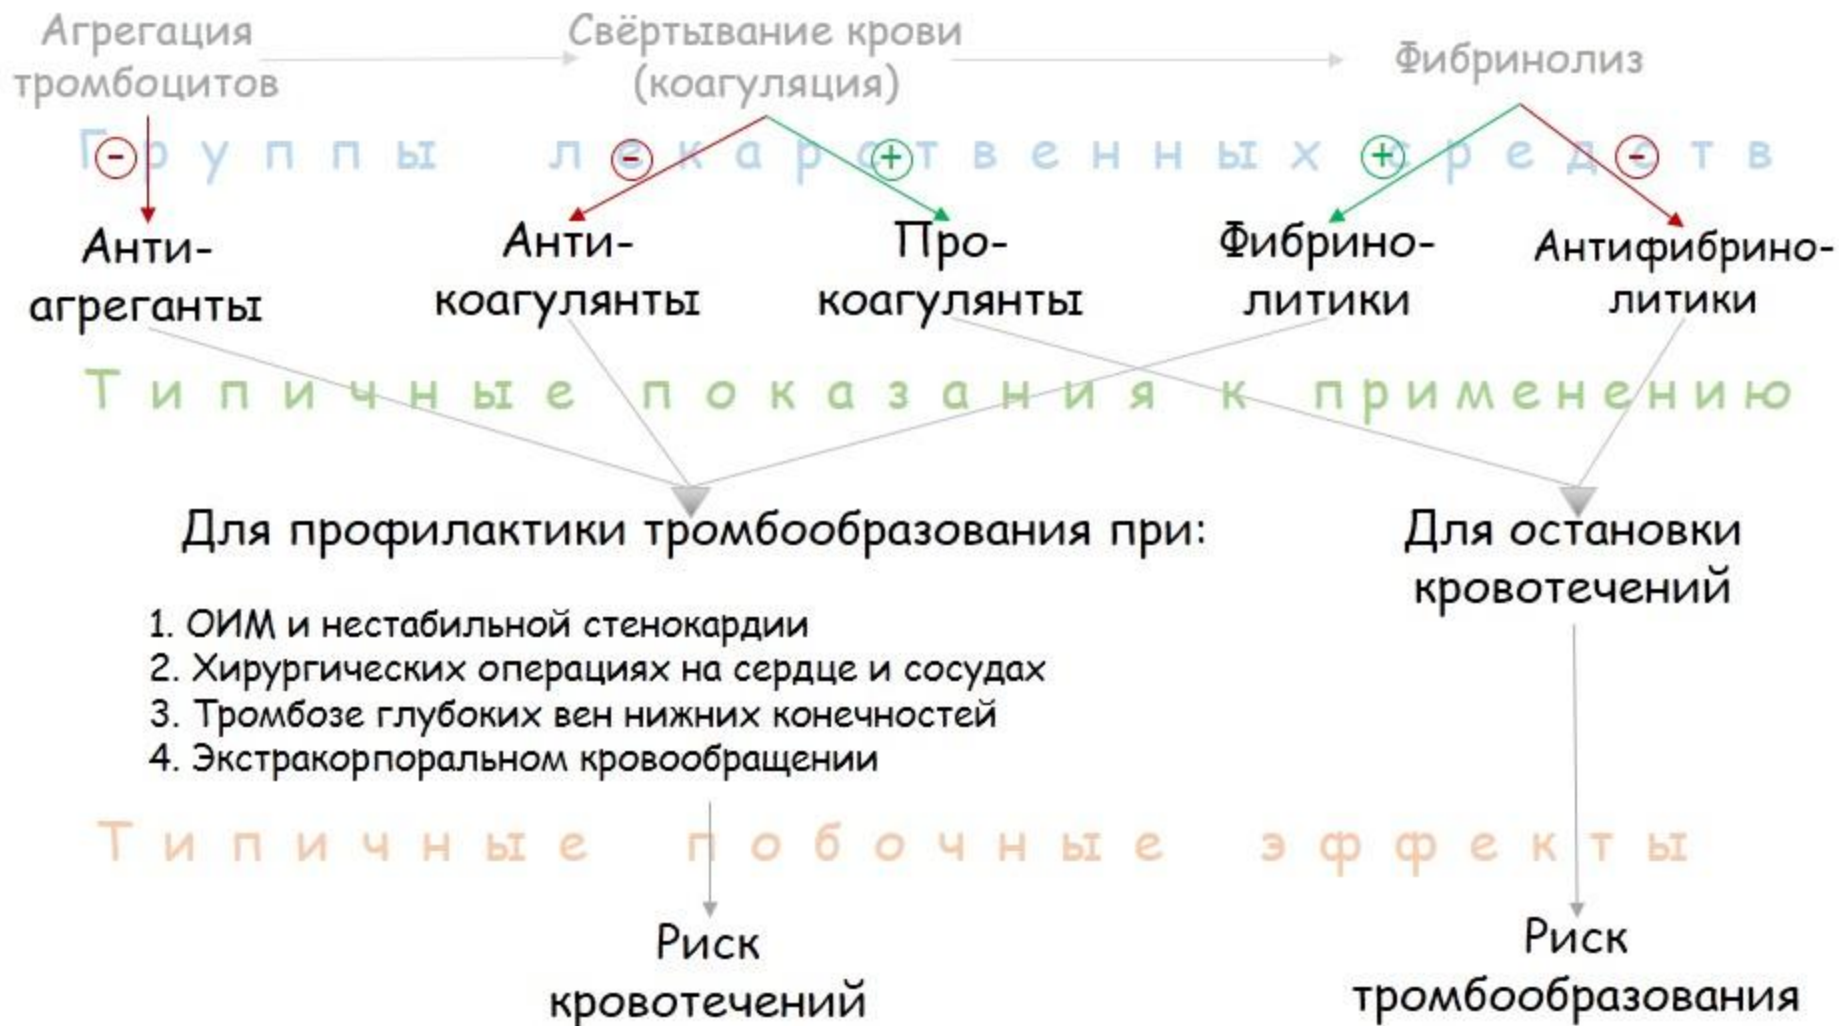 Агрегация
тромбоцитов
Свёртывание крови
(коагуляция)
Фибринолиз
Группы лекарственных средств
-
-
+
+
-
Анти-
агреганты
Анти-
коагулянты
Про-
коагулянты
Фибрино-
литики
Антифибрино-
литики
Типичные показания к применению
Для профилактики тромбообразования при:
1. ОИМ и нестабильной стенокардии
2. Хирургических операциях на сердце и сосудах
3. Тромбозе глубоких вен нижних конечностей
4. Экстракорпоральном кровообращении
Для остановки
кровотечений
Типичные побочные эффекты
Риск
кровотечений
Риск
тромбообразования